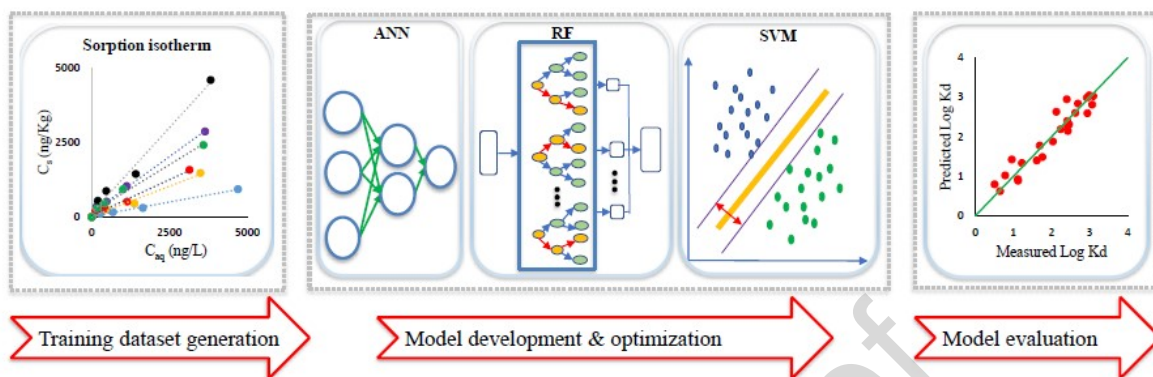 Sorption isotherm
5000
2500
0
0
2500
5000
Cs (ng/Kg)
Caq (ng/L)
ANN
RF
SVM
4
3
2
1
0
0
1
2
3
4
Predicted Log Kd
Measured Log Kd
Training dataset generation
Model development & optimization
Model evaluation